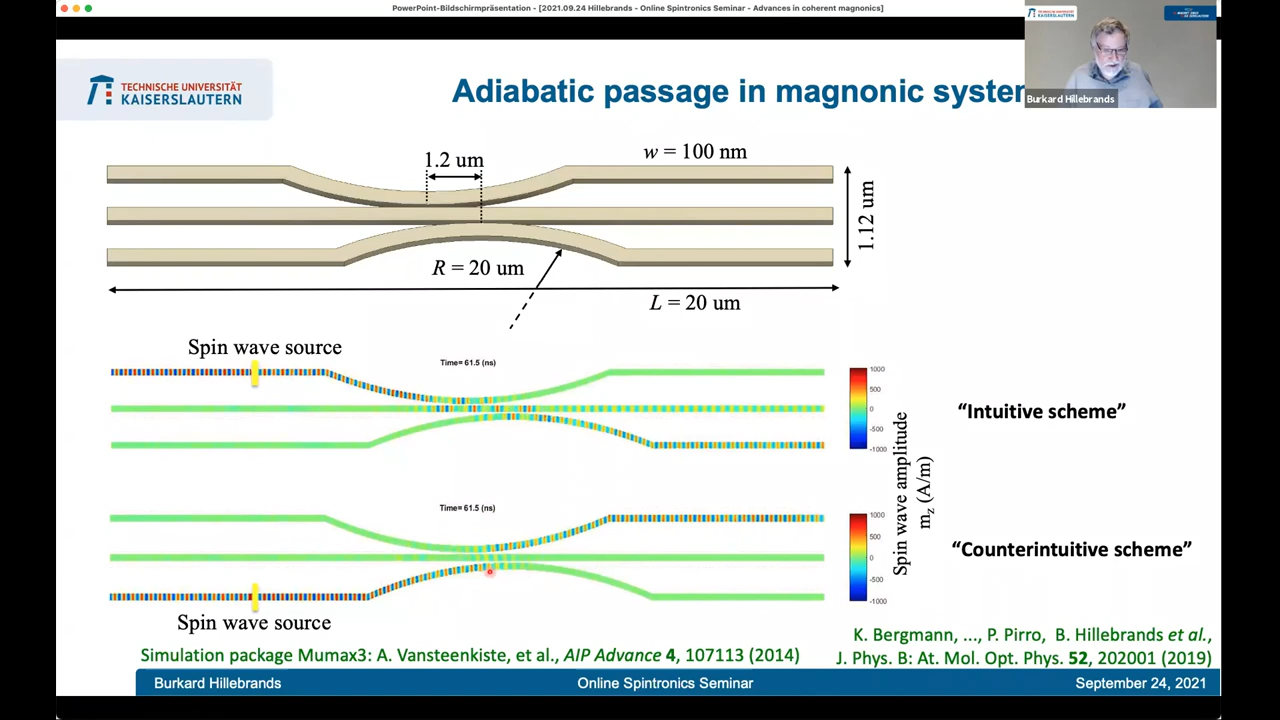 PowerPoint-Bildschirmpräsentation - [2021.09.24 Hillebrands - Online Spintronics Seminar - Advances in coherent magnonics]
TECHNISCHE UNIVERSITÄT
KAISERSLAUTERN
Adiabatic passage in magnonic system
TECHNISCHE UNIVERSITÄT
KAISERSLAUTERN
Burkard Hillebrands
1.2 um
w = 100 nm
1.12 um
R = 20 um
L = 20 um
Spin wave source
Time= 61.5 (ns)
1000
500
0
-500
-1000
"Intuitive scheme"
Spin wave amplitude
mz (A/m)
Time= 61.5 (ns)
1000
500
0
-500
-1000
"Counterintuitive scheme"
Spin wave source
K. Bergmann, ..., P. Pirro, B. Hillebrands et al.,
J. Phys. B: At. Mol. Opt. Phys. 52, 202001 (2019)
Simulation package Mumax3: A. Vansteenkiste, et al., AIP Advance 4, 107113 (2014)
Burkard Hillebrands
Online Spintronics Seminar
September 24, 2021